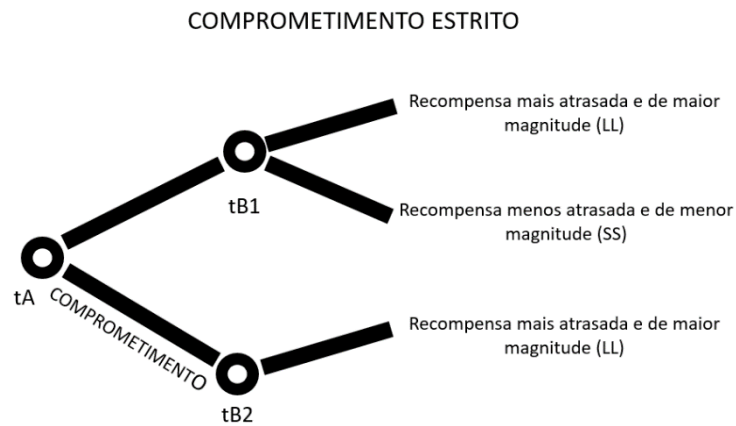 COMPROMETIMENTO ESTRITO
Recompensa mais atrasada e de maior
magnitude (LL)
tB1
Recompensa menos atrasada e de menor
magnitude (SS)
tA
COMPROMETIMENTO
Recompensa mais atrasada e de maior
magnitude (LL)
tB2